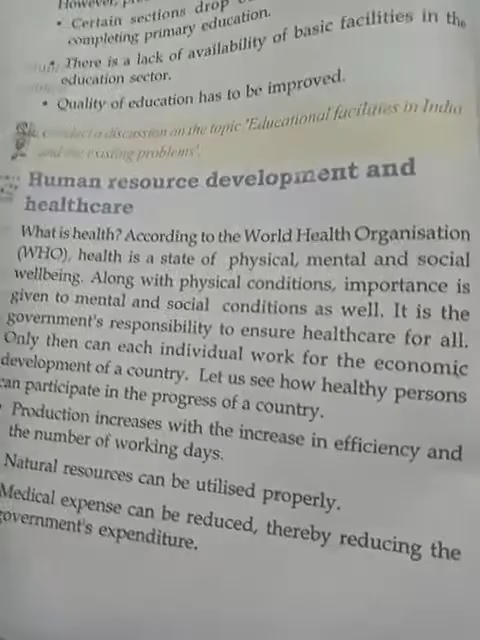 However,
• Certain sections drop
completing primary education.
• There is a lack of availability of basic facilities in the
education sector.
• Quality of education has to be improved.
Conduct a discussion on the topic 'Educational facilities in India
and the existing problems'.
Human resource development and
healthcare
What is health? According to the World Health Organisation
(WHO), health is a state of physical, mental and social
wellbeing. Along with physical conditions, importance is
given to mental and social conditions as well. It is the
government's responsibility to ensure healthcare for all.
Only then can each individual work for the economic
development of a country. Let us see how healthy persons
can participate in the progress of a country.
Production increases with the increase in efficiency and
the number of working days.
Natural resources can be utilised properly.
Medical expense can be reduced, thereby reducing the
government's expenditure.